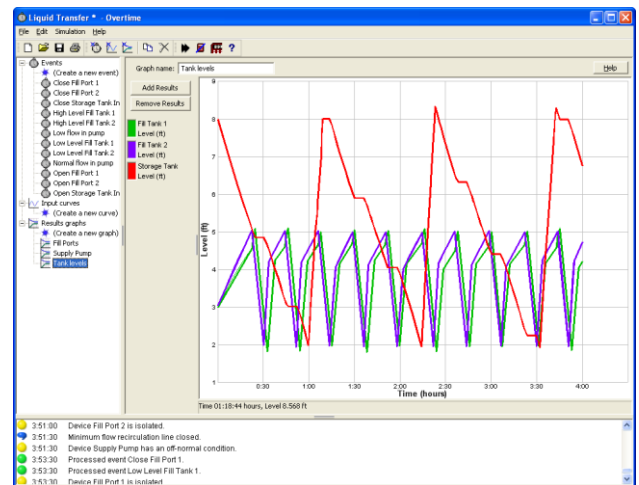 Liquid Transfer * - Overtime
File Edit Simulation Help
Graph name: Tank levels
Help
Events
(Create a new event)
Close Fill Port 1
Close Fill Port 2
Close Storage Tank In
High Level Fill Tank 1
High Level Fill Tank 2
Low flow in pump
Low Level Fill Tank 1
Low Level Fill Tank 2
Normal flow in pump
Open Fill Port 1
Open Fill Port 2
Open Storage Tank In
Input curves
(Create a new curve)
Results graphs
(Create a new graph)
Fill Ports
Supply Pump
Tank levels
Add Results
Remove Results
Fill Tank 1
Level (ft)
Fill Tank 2
Level (ft)
Storage Tank
Level (ft)
Level (ft)
9
8
7
6
5
4
3
2
1
0:30 1:00 1:30 2:00 2:30 3:00 3:30 4:00
Time (hours)
Time 01:18:44 hours, Level 8.568 ft
3:51:00 Device Fill Port 2 is isolated.
3:51:30 Minimum flow recirculation line closed.
3:51:30 Device Supply Pump has an off-normal condition.
3:53:30 Processed event Close Fill Port 1.
3:53:30 Processed event Low Level Fill Tank 1.
3:53:30 Device Fill Port 1 is isolated.